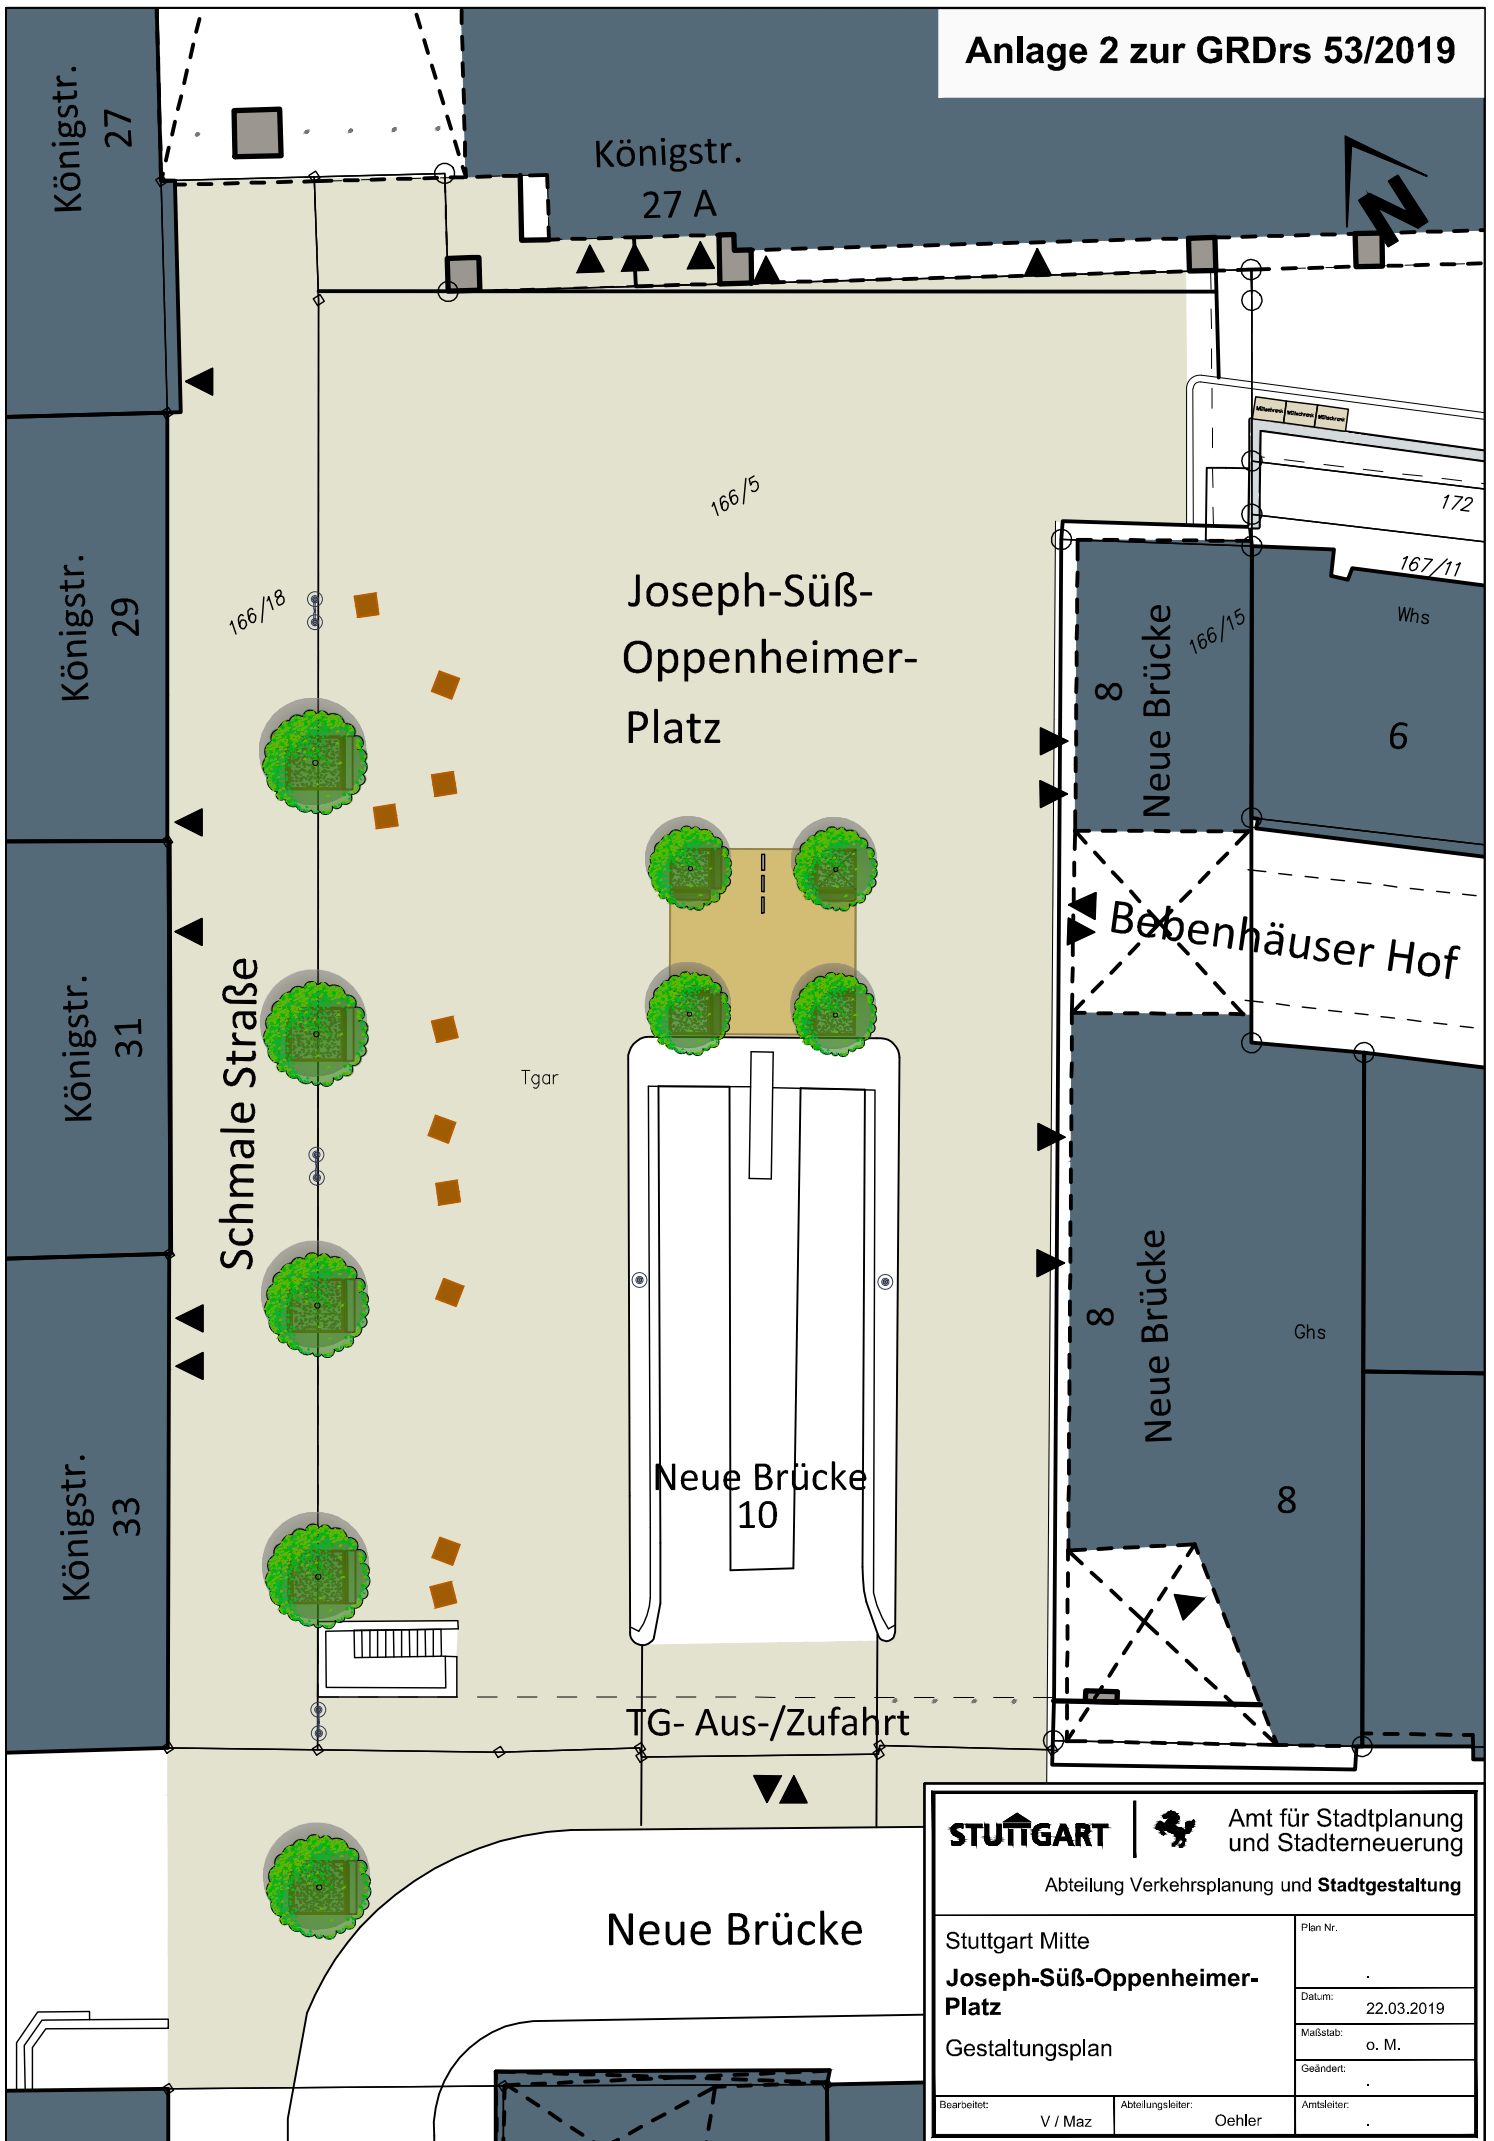 Anlage 2 zur GRDrs 53/2019
Königstr.
27
Königstr.
27 A
N
Müllschrank Müllschrank Müllschrank
172
167/11
166/5
166/18
166/15
Whs
Königstr.
29
Joseph-Süß-
Oppenheimer-
Platz
8
Neue Brücke
6
Bebenhäuser Hof
Königstr.
31
Schmale Straße
Tgar
8
Neue Brücke
Ghs
8
Königstr.
33
Neue Brücke
10
TG- Aus-/Zufahrt
Neue Brücke
STUTTGART
Amt für Stadtplanung
und Stadterneuerung
Abteilung Verkehrsplanung und Stadtgestaltung
Stuttgart Mitte
Joseph-Süß-Oppenheimer-
Platz
Gestaltungsplan
Plan Nr.
.
Datum:
22.03.2019
Maßstab:
o. M.
Geändert:
.
Bearbeitet:
V / Maz
Abteilungsleiter:
Oehler
Amtsleiter:
.